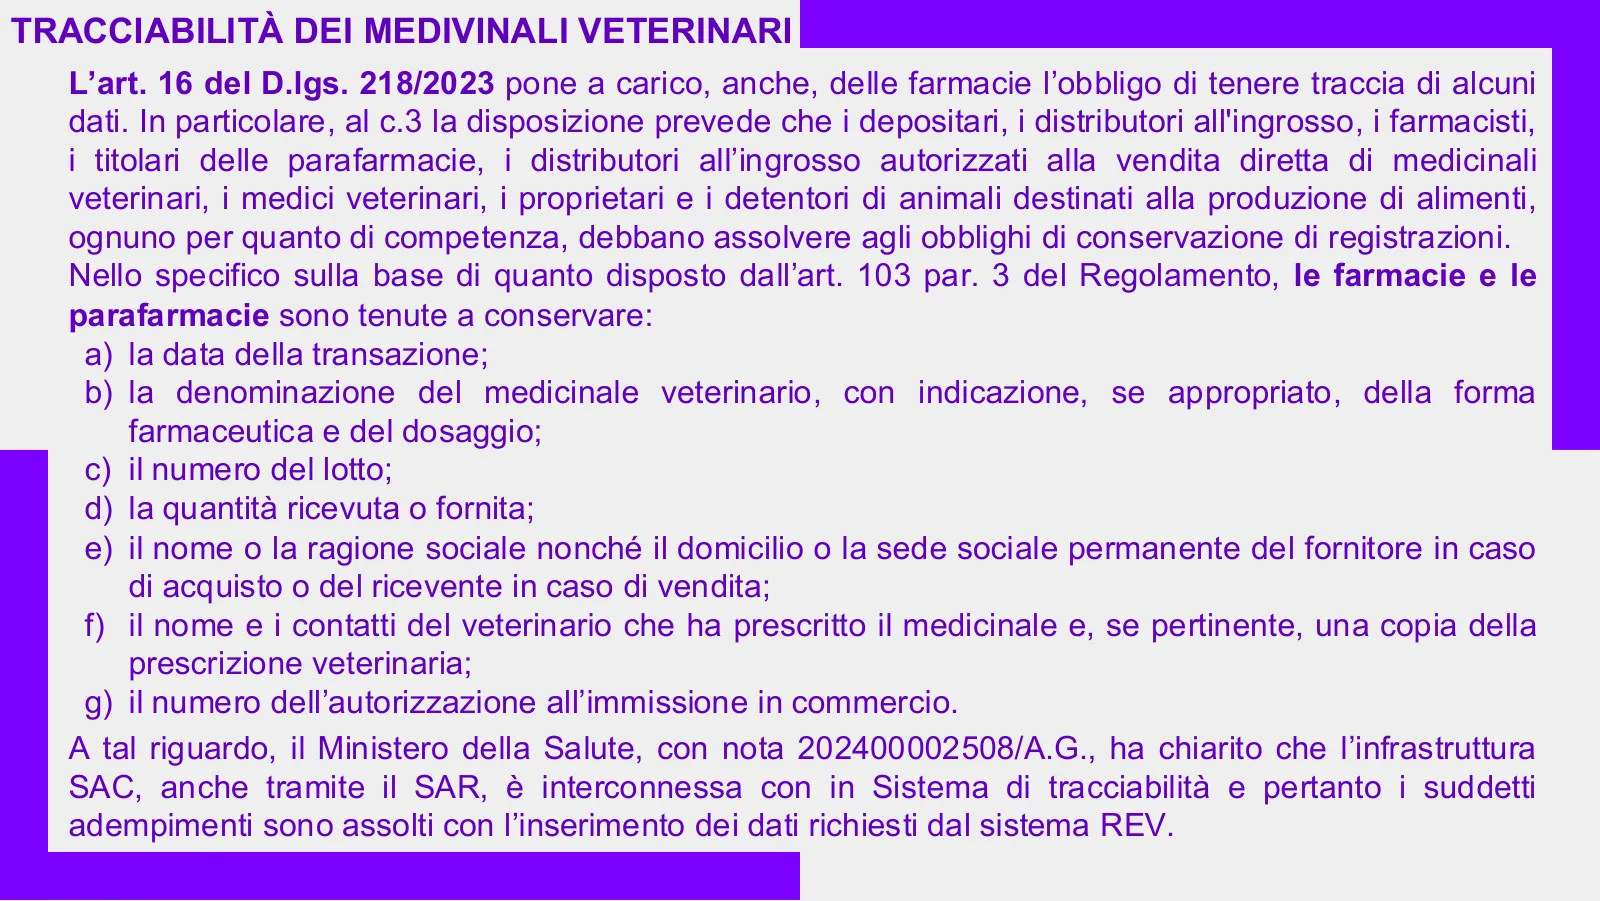 TRACCIABILITÀ DEI MEDIVINALI VETERINARI
L’art. 16 del D.lgs. 218/2023 pone a carico, anche, delle farmacie l’obbligo di tenere traccia di alcuni
dati. In particolare, al c.3 la disposizione prevede che i depositari, i distributori all'ingrosso, i farmacisti,
i titolari delle parafarmacie, i distributori all’ingrosso autorizzati alla vendita diretta di medicinali
veterinari, i medici veterinari, i proprietari e i detentori di animali destinati alla produzione di alimenti,
ognuno per quanto di competenza, debbano assolvere agli obblighi di conservazione di registrazioni.
Nello specifico sulla base di quanto disposto dall’art. 103 par. 3 del Regolamento, le farmacie e le
parafarmacie sono tenute a conservare:
a) la data della transazione;
b) la denominazione del medicinale veterinario, con indicazione, se appropriato, della forma
farmaceutica e del dosaggio;
c) il numero del lotto;
d) la quantità ricevuta o fornita;
e) il nome o la ragione sociale nonché il domicilio o la sede sociale permanente del fornitore in caso
di acquisto o del ricevente in caso di vendita;
f) il nome e i contatti del veterinario che ha prescritto il medicinale e, se pertinente, una copia della
prescrizione veterinaria;
g) il numero dell’autorizzazione all’immissione in commercio.
A tal riguardo, il Ministero della Salute, con nota 202400002508/A.G., ha chiarito che l’infrastruttura
SAC, anche tramite il SAR, è interconnessa con in Sistema di tracciabilità e pertanto i suddetti
adempimenti sono assolti con l’inserimento dei dati richiesti dal sistema REV.